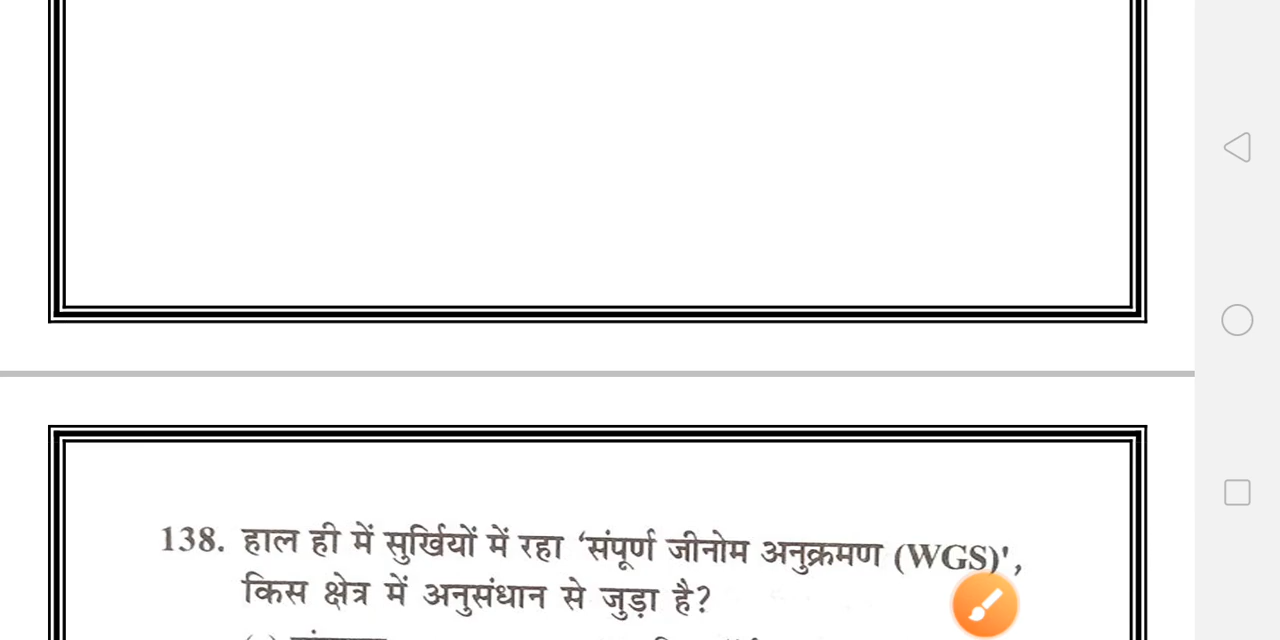 138. हाल ही में सुर्खियों में रहा ‘संपूर्ण जीनोम अनुक्रमण (WGS)',
किस क्षेत्र में अनुसंधान से जुड़ा है?